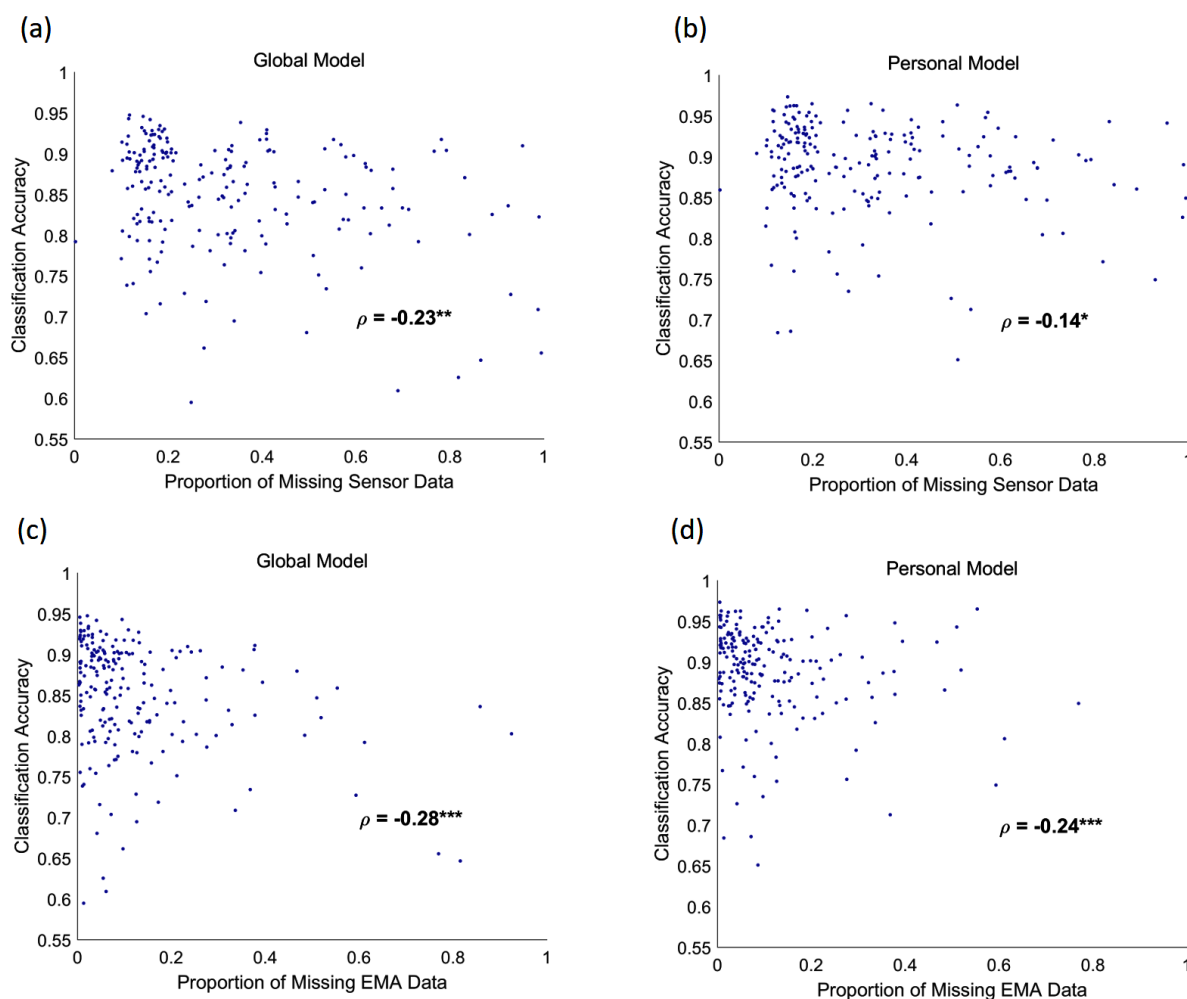 (a)
Global Model
1
0.95
0.9
0.85
0.8
0.75
0.7
0.65
0.6
0.55
Classification Accuracy
ρ = -0.23**
0 0.2 0.4 0.6 0.8 1
Proportion of Missing Sensor Data
(b)
Personal Model
1
0.95
0.9
0.85
0.8
0.75
0.7
0.65
0.6
0.55
Classification Accuracy
ρ = -0.14*
0 0.2 0.4 0.6 0.8 1
Proportion of Missing Sensor Data
(c)
Global Model
1
0.95
0.9
0.85
0.8
0.75
0.7
0.65
0.6
0.55
Classification Accuracy
ρ = -0.28***
0 0.2 0.4 0.6 0.8 1
Proportion of Missing EMA Data
(d)
Personal Model
1
0.95
0.9
0.85
0.8
0.75
0.7
0.65
0.6
0.55
Classification Accuracy
ρ = -0.24***
0 0.2 0.4 0.6 0.8 1
Proportion of Missing EMA Data